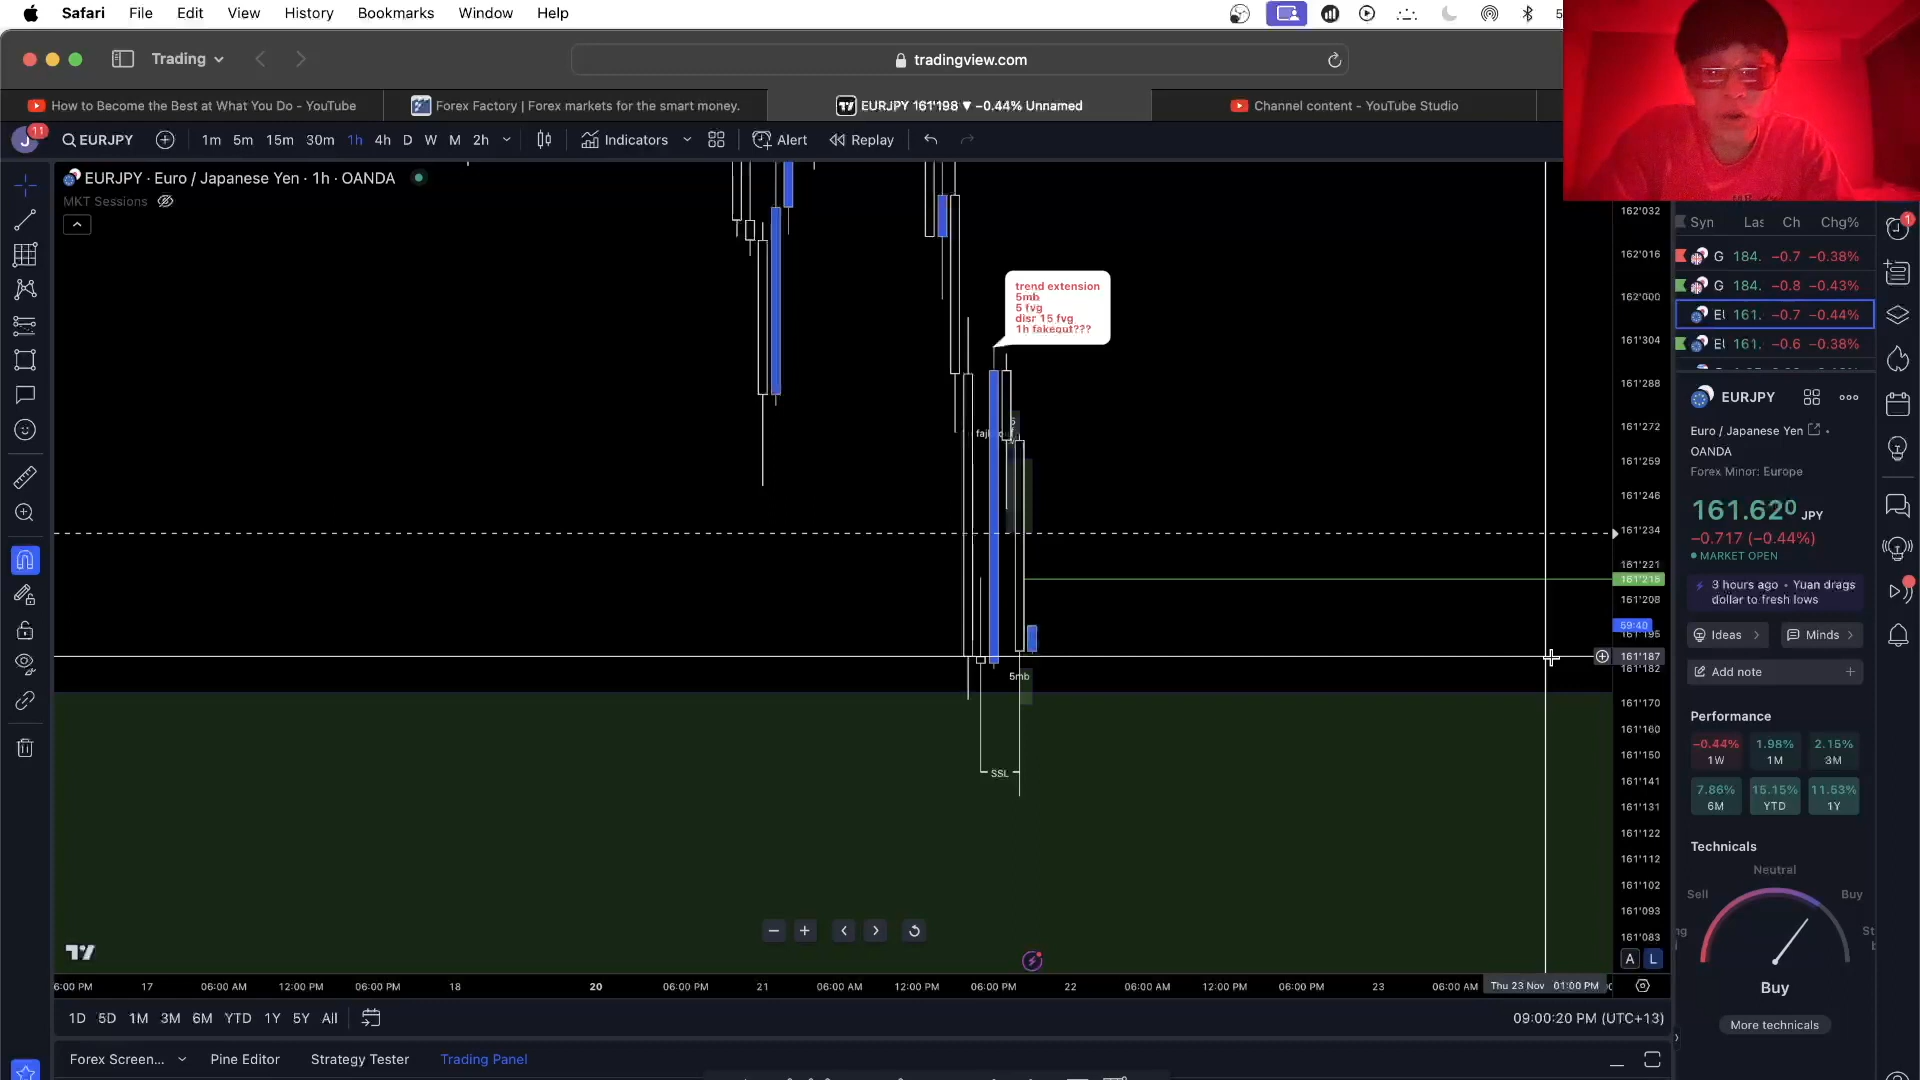 Safari File Edit View History Bookmarks Window Help
Trading
tradingview.com
How to Become the Best at What You Do - YouTube
Forex Factory | Forex markets for the smart money.
EURJPY 161'198 ▼ −0.44% Unnamed
Channel content - YouTube Studio
J 11
EURJPY
1m 5m 15m 30m 1h 4h D W M 2h
Indicators
Alert
Replay
EURJPY · Euro / Japanese Yen · 1h · OANDA
MKT Sessions
trend extension
5mb
5 fvg
disr 15 fvg
1h fakeout???
5mb
SSL
162'032
162'016
162'000
161'304
161'288
161'272
161'259
161'246
161'234
161'221
161'208
59:40
161'187
161'182
161'170
161'160
161'150
161'141
161'131
161'122
161'112
161'102
161'093
161'083
A L
6:00 PM 17 06:00 AM 12:00 PM 06:00 PM 18 20 06:00 PM 21 06:00 AM 12:00 PM 06:00 PM 22 06:00 AM 12:00 PM 06:00 PM 23 06:00 AM Thu 23 Nov 01:00 PM
1D 5D 1M 3M 6M YTD 1Y 5Y All
09:00:20 PM (UTC+13)
Forex Screen... Pine Editor Strategy Tester Trading Panel
Syn Las Ch Chg%
G 184. −0.7 −0.38%
G 184. −0.8 −0.43%
EU 161. −0.7 −0.44%
EU 161. −0.6 −0.38%
EURJPY
Euro / Japanese Yen
OANDA
Forex Minor: Europe
161.620 JPY
−0.717 (−0.44%)
MARKET OPEN
3 hours ago · Yuan drags
dollar to fresh lows
Ideas
Minds
Add note
Performance
−0.44% 1.98% 2.15%
1W 1M 3M
7.86% 15.15% 11.53%
6M YTD 1Y
Technicals
Neutral
Sell Buy
Buy
More technicals
1